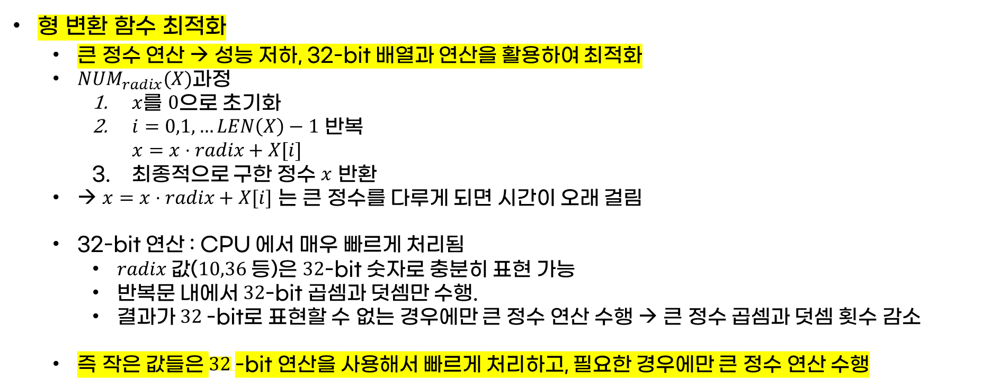 • 형 변환 함수 최적화
• 큰 정수 연산 → 성능 저하, 32-bit 배열과 연산을 활용하여 최적화
• NUM_radix(X)과정
1. x를 0으로 초기화
2. i = 0,1, … LEN(X) − 1 반복
x = x · radix + X[i]
3. 최종적으로 구한 정수 x 반환
• → x = x · radix + X[i] 는 큰 정수를 다루게 되면 시간이 오래 걸림
• 32-bit 연산 : CPU 에서 매우 빠르게 처리됨
• radix 값(10,36 등)은 32-bit 숫자로 충분히 표현 가능
• 반복문 내에서 32-bit 곱셈과 덧셈만 수행.
• 결과가 32 -bit로 표현할 수 없는 경우에만 큰 정수 연산 수행 → 큰 정수 곱셈과 덧셈 횟수 감소
• 즉 작은 값들은 32 -bit 연산을 사용해서 빠르게 처리하고, 필요한 경우에만 큰 정수 연산 수행